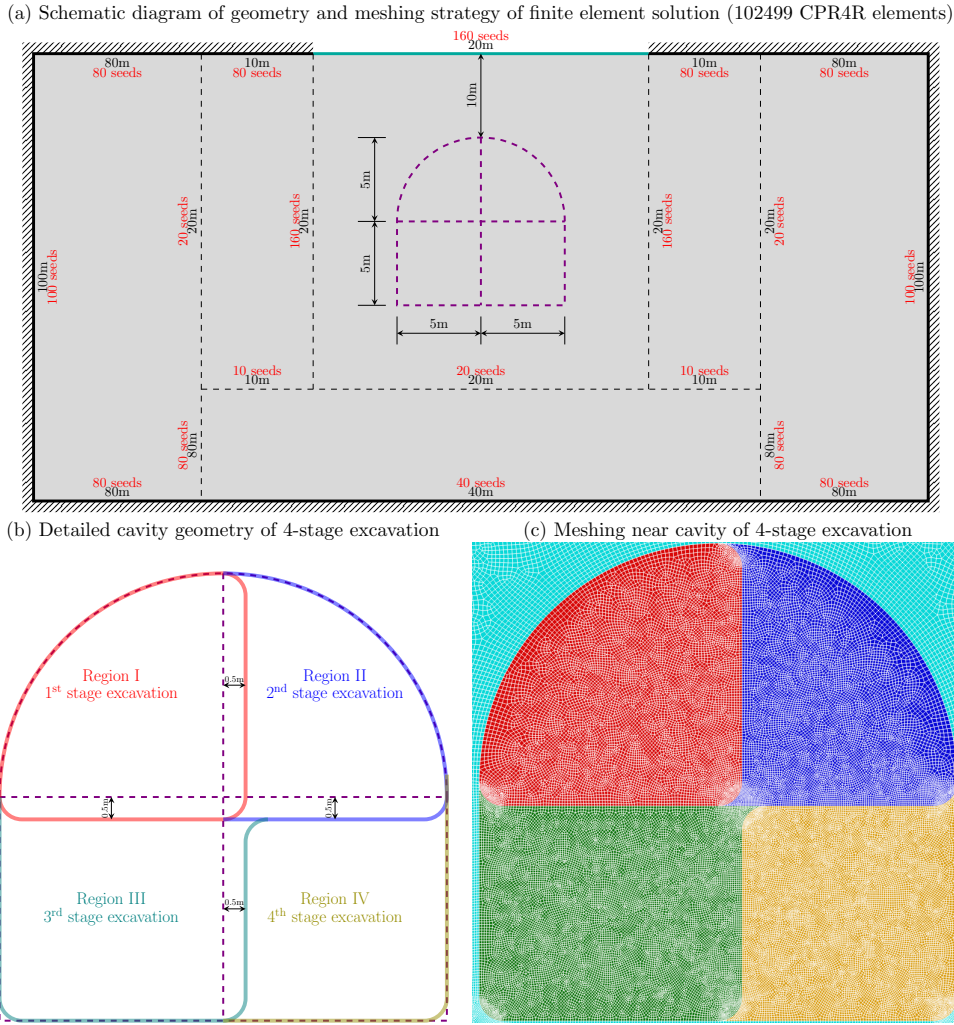 (a) Schematic diagram of geometry and meshing strategy of finite element solution (102499 CPR4R elements)
160 seeds
20m
80m
80 seeds
10m
80 seeds
10m
80 seeds
80m
80 seeds
10m
5m
5m
5m
5m
20 seeds
20m
160 seeds
20m
20m
160 seeds
20m
20 seeds
100m
100 seeds
100 seeds
100m
10 seeds
10m
20 seeds
20m
10 seeds
10m
80 seeds
80m
80m
80 seeds
80 seeds
80m
40 seeds
40m
80 seeds
80m
(b) Detailed cavity geometry of 4-stage excavation
(c) Meshing near cavity of 4-stage excavation
Region I
1st stage excavation
Region II
2nd stage excavation
0.5m
0.5m
0.5m
Region III
3rd stage excavation
Region IV
4th stage excavation
0.5m